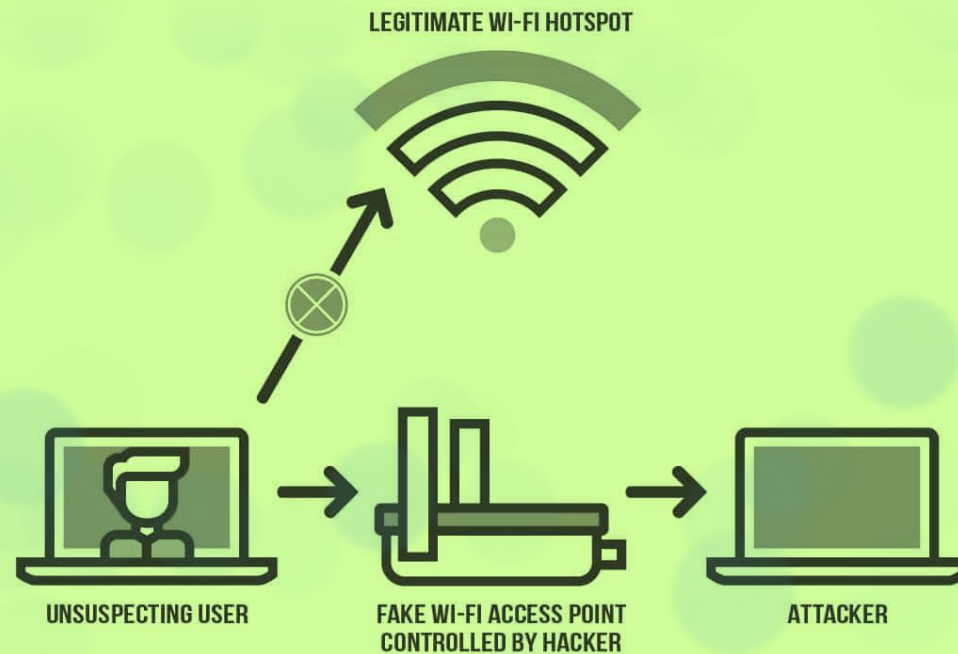 LEGITIMATE WI-FI HOTSPOT
UNSUSPECTING USER
FAKE WI-FI ACCESS POINT
CONTROLLED BY HACKER
ATTACKER